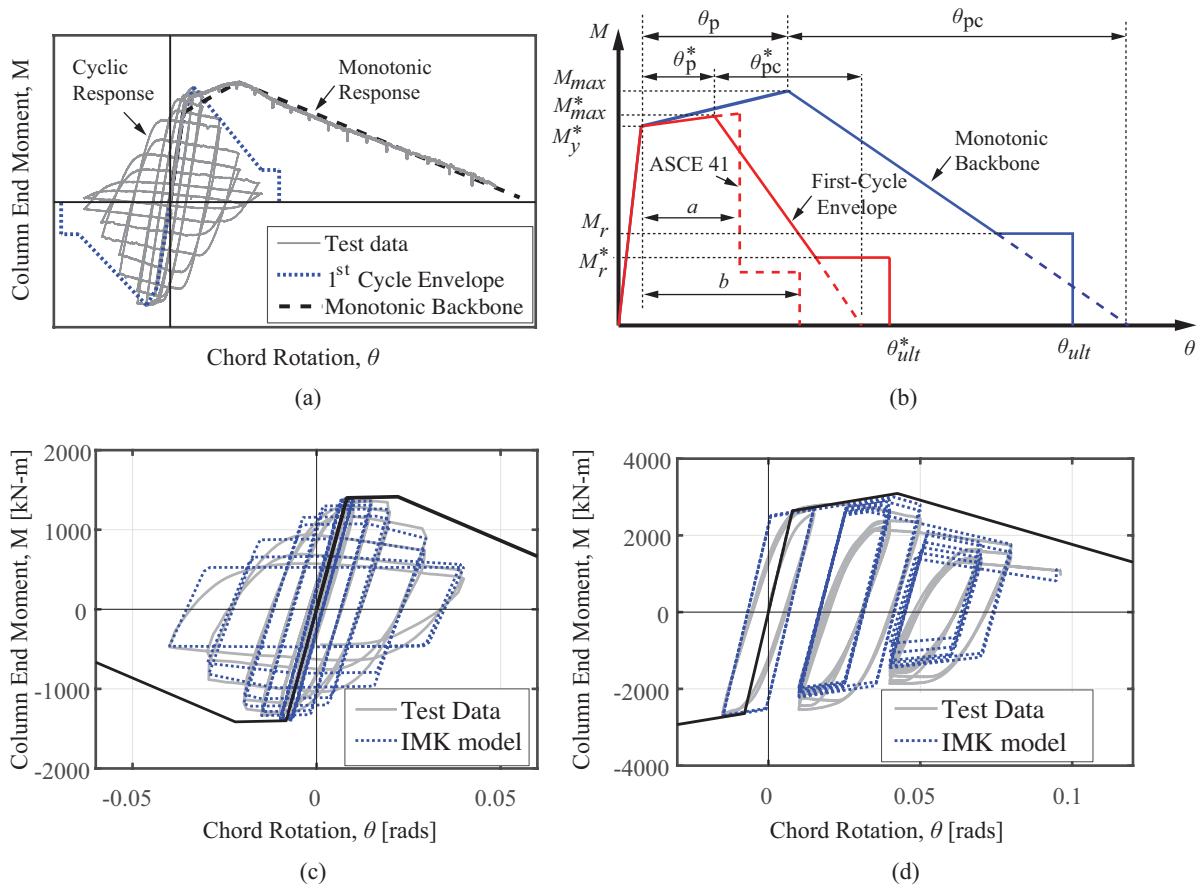 Column End Moment, M
Cyclic
Response
Monotonic
Response
Test data
1st Cycle Envelope
Monotonic Backbone
Chord Rotation, θ
(a)
M
θp
θpc
θ*p
θ*pc
Mmax
M*max
M*y
ASCE 41
Monotonic
Backbone
First-Cycle
Envelope
a
Mr
M*r
b
θ*ult
θult
θ
(b)
Column End Moment, M [kN-m]
2000
1000
0
-1000
-2000
Test Data
IMK model
-0.05
0
0.05
Chord Rotation, θ [rads]
(c)
Column End Moment, M [kN-m]
4000
2000
0
-2000
-4000
Test Data
IMK model
0
0.05
0.1
Chord Rotation, θ [rads]
(d)